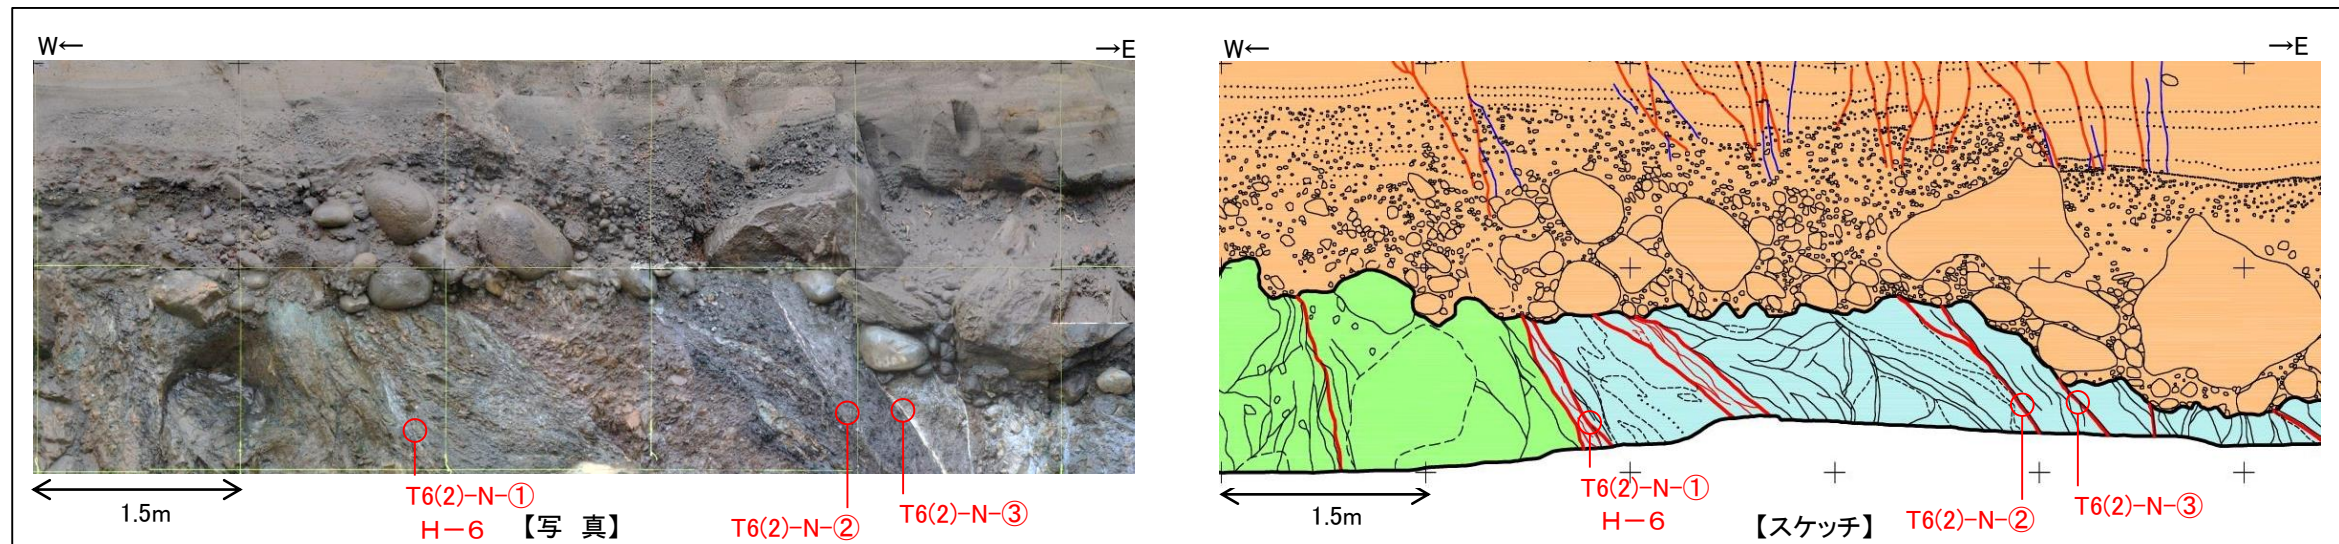 W←
→E
1.5m
T6(2)-N-①
H-6
【写 真】
T6(2)-N-②
T6(2)-N-③
W←
→E
1.5m
T6(2)-N-①
H-6
【スケッチ】
T6(2)-N-②
T6(2)-N-③